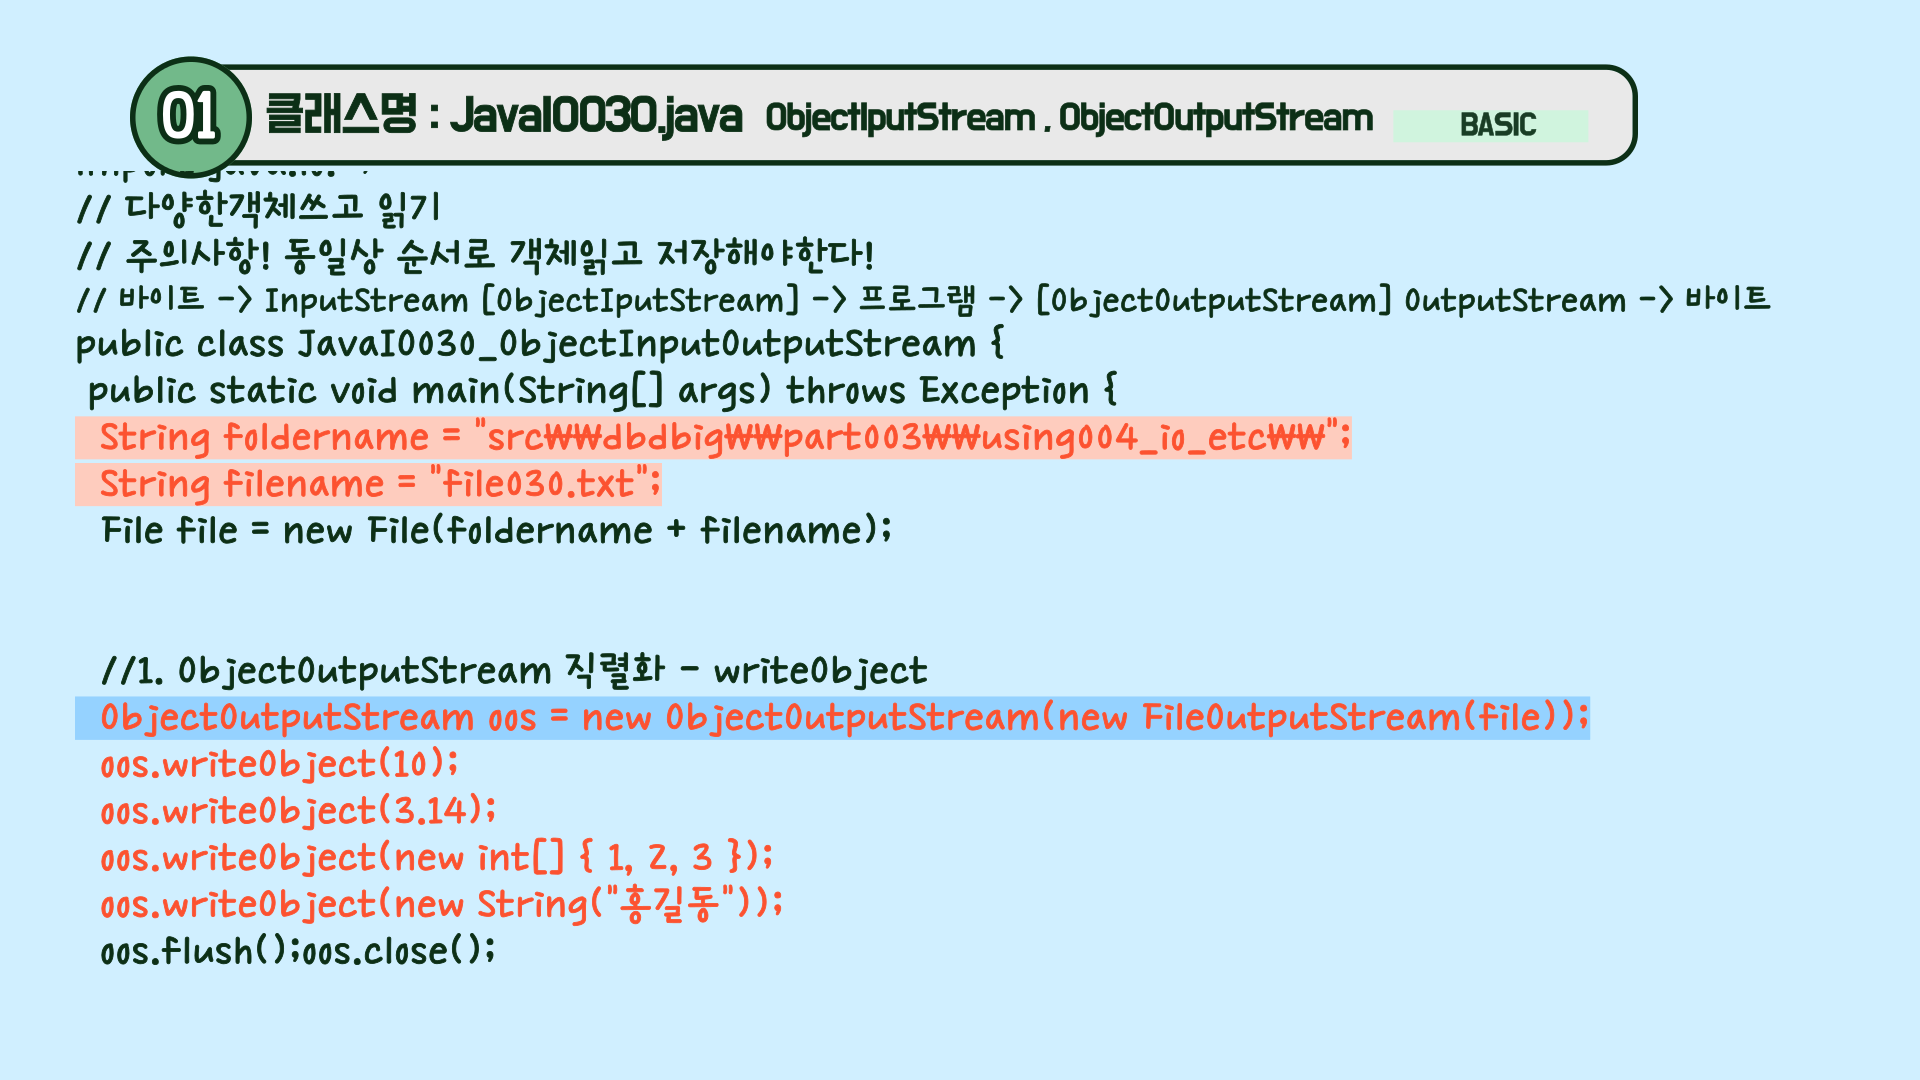 01 클래스명 : JavaIO030.java ObjectIputStream , ObjectOutputStream BASIC
// 다양한객체쓰고 읽기
// 주의사항! 동일상 순서로 객체읽고 저장해야한다!
// 바이트 -> InputStream [ObjectIputStream] -> 프로그램 -> [ObjectOutputStream] OutputStream -> 바이트
public class JavaIO030_ObjectInputOutputStream {
public static void main(String[] args) throws Exception {
String foldername = "src₩₩dbdbig₩₩part003₩₩using004_io_etc₩₩";
String filename = "file030.txt";
File file = new File(foldername + filename);
//1. ObjectOutputStream 직렬화 - writeObject
ObjectOutputStream oos = new ObjectOutputStream(new FileOutputStream(file));
oos.writeObject(10);
oos.writeObject(3.14);
oos.writeObject(new int[] { 1, 2, 3 });
oos.writeObject(new String("홍길동"));
oos.flush();oos.close();